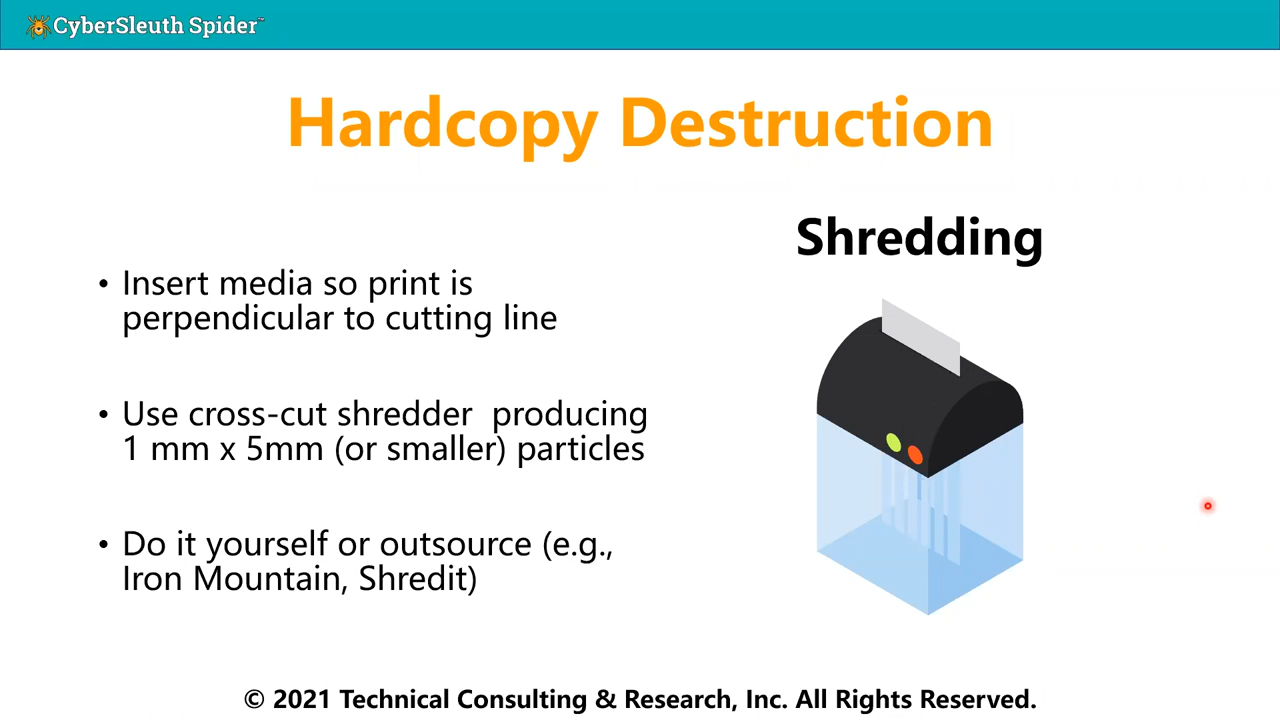 CyberSleuth Spider™
Hardcopy Destruction
Shredding
• Insert media so print is
perpendicular to cutting line
• Use cross-cut shredder  producing
1 mm x 5mm (or smaller) particles
• Do it yourself or outsource (e.g.,
Iron Mountain, Shredit)
© 2021 Technical Consulting & Research, Inc. All Rights Reserved.